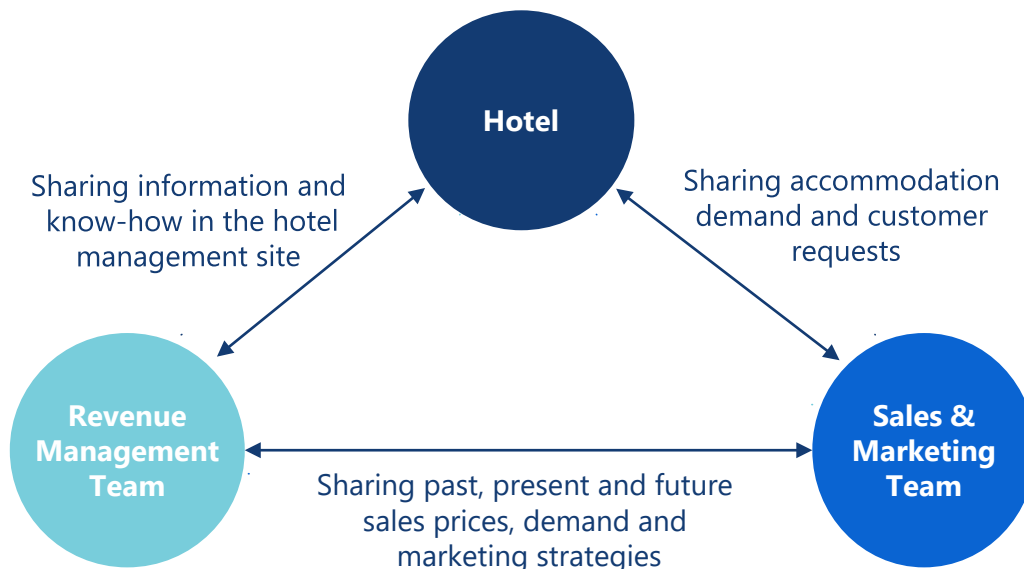 Hotel
Sharing information and
know-how in the hotel
management site
Sharing accommodation
demand and customer
requests
Revenue
Management
Team
Sales &
Marketing
Team
Sharing past, present and future
sales prices, demand and
marketing strategies